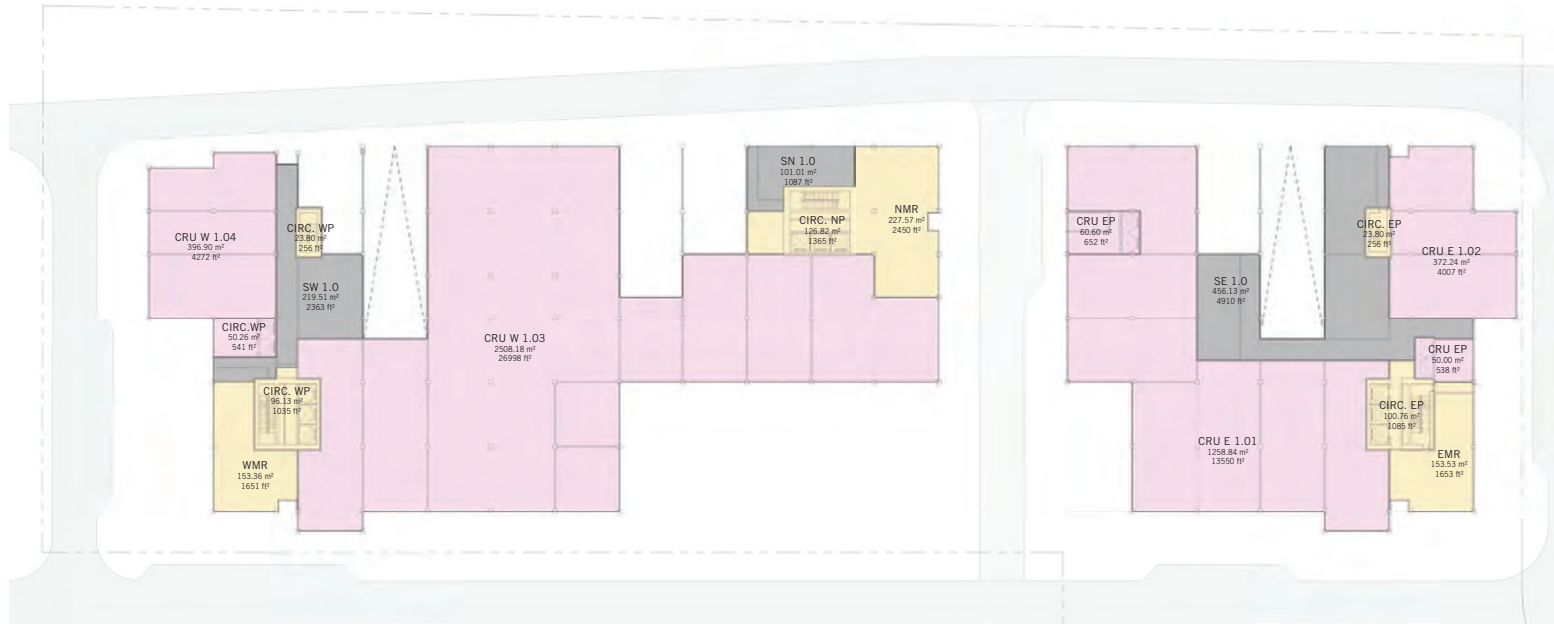 CRU W 1.04
396.90 m²
4272 ft²
CIRC. WP
23.80 m²
256 ft²
SW 1.0
219.51 m²
2363 ft²
CIRC.WP
50.26 m²
541 ft²
CIRC. WP
96.13 m²
1035 ft²
WMR
153.36 m²
1651 ft²
CRU W 1.03
2508.18 m²
26998 ft²
SN 1.0
101.01 m²
1087 ft²
CIRC. NP
126.82 m²
1365 ft²
NMR
227.57 m²
2450 ft²
CRU EP
60.60 m²
652 ft²
SE 1.0
456.13 m²
4910 ft²
CIRC. EP
23.80 m²
256 ft²
CRU E 1.02
372.24 m²
4007 ft²
CRU EP
50.00 m²
538 ft²
CIRC. EP
100.76 m²
1085 ft²
CRU E 1.01
1258.84 m²
13550 ft²
EMR
153.53 m²
1653 ft²